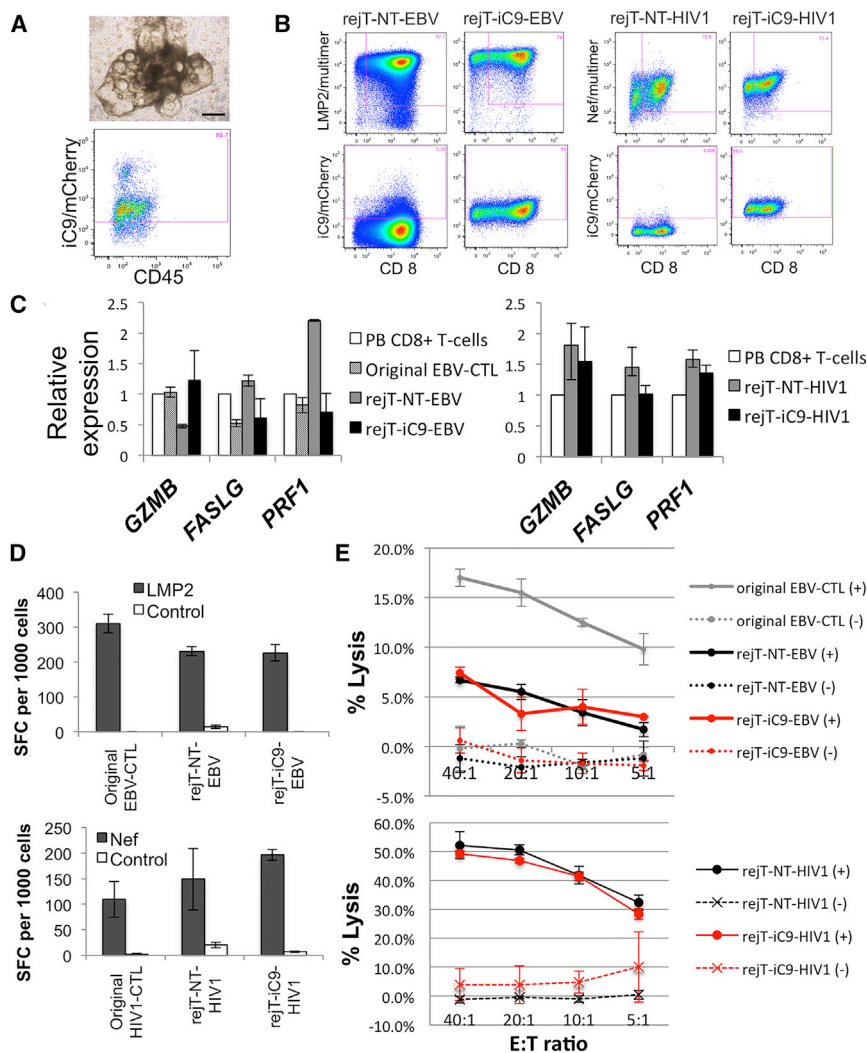 A
iC9/mCherry
CD45
B
rejT-NT-EBV
rejT-iC9-EBV
rejT-NT-HIV1
rejT-iC9-HIV1
LMP2/multimer
Nef/multimer
iC9/mCherry
iC9/mCherry
CD 8
CD 8
CD 8
CD 8
C
Relative expression
2.5
2
1.5
1
0.5
0
GZMB
FASLG
PRF1
PB CD8+ T-cells
Original EBV-CTL
rejT-NT-EBV
rejT-iC9-EBV
2.5
2
1.5
1
0.5
0
GZMB
FASLG
PRF1
PB CD8+ T-cells
rejT-NT-HIV1
rejT-iC9-HIV1
D
SFC per 1000 cells
400
300
200
100
0
LMP2
Control
Original EBV-CTL
rejT-NT-EBV
rejT-iC9-EBV
SFC per 1000 cells
250
200
150
100
50
0
Nef
Control
Original HIV1-CTL
rejT-NT-HIV1
rejT-iC9-HIV1
E
% Lysis
20.0%
15.0%
10.0%
5.0%
0.0%
-5.0%
40:1
20:1
10:1
5:1
original EBV-CTL (+)
original EBV-CTL (-)
rejT-NT-EBV (+)
rejT-NT-EBV (-)
rejT-iC9-EBV (+)
rejT-iC9-EBV (-)
% Lysis
60.0%
50.0%
40.0%
30.0%
20.0%
10.0%
0.0%
-10.0%
40:1
20:1
10:1
5:1
E:T ratio
rejT-NT-HIV1 (+)
rejT-NT-HIV1 (-)
rejT-iC9-HIV1 (+)
rejT-iC9-HIV1 (-)